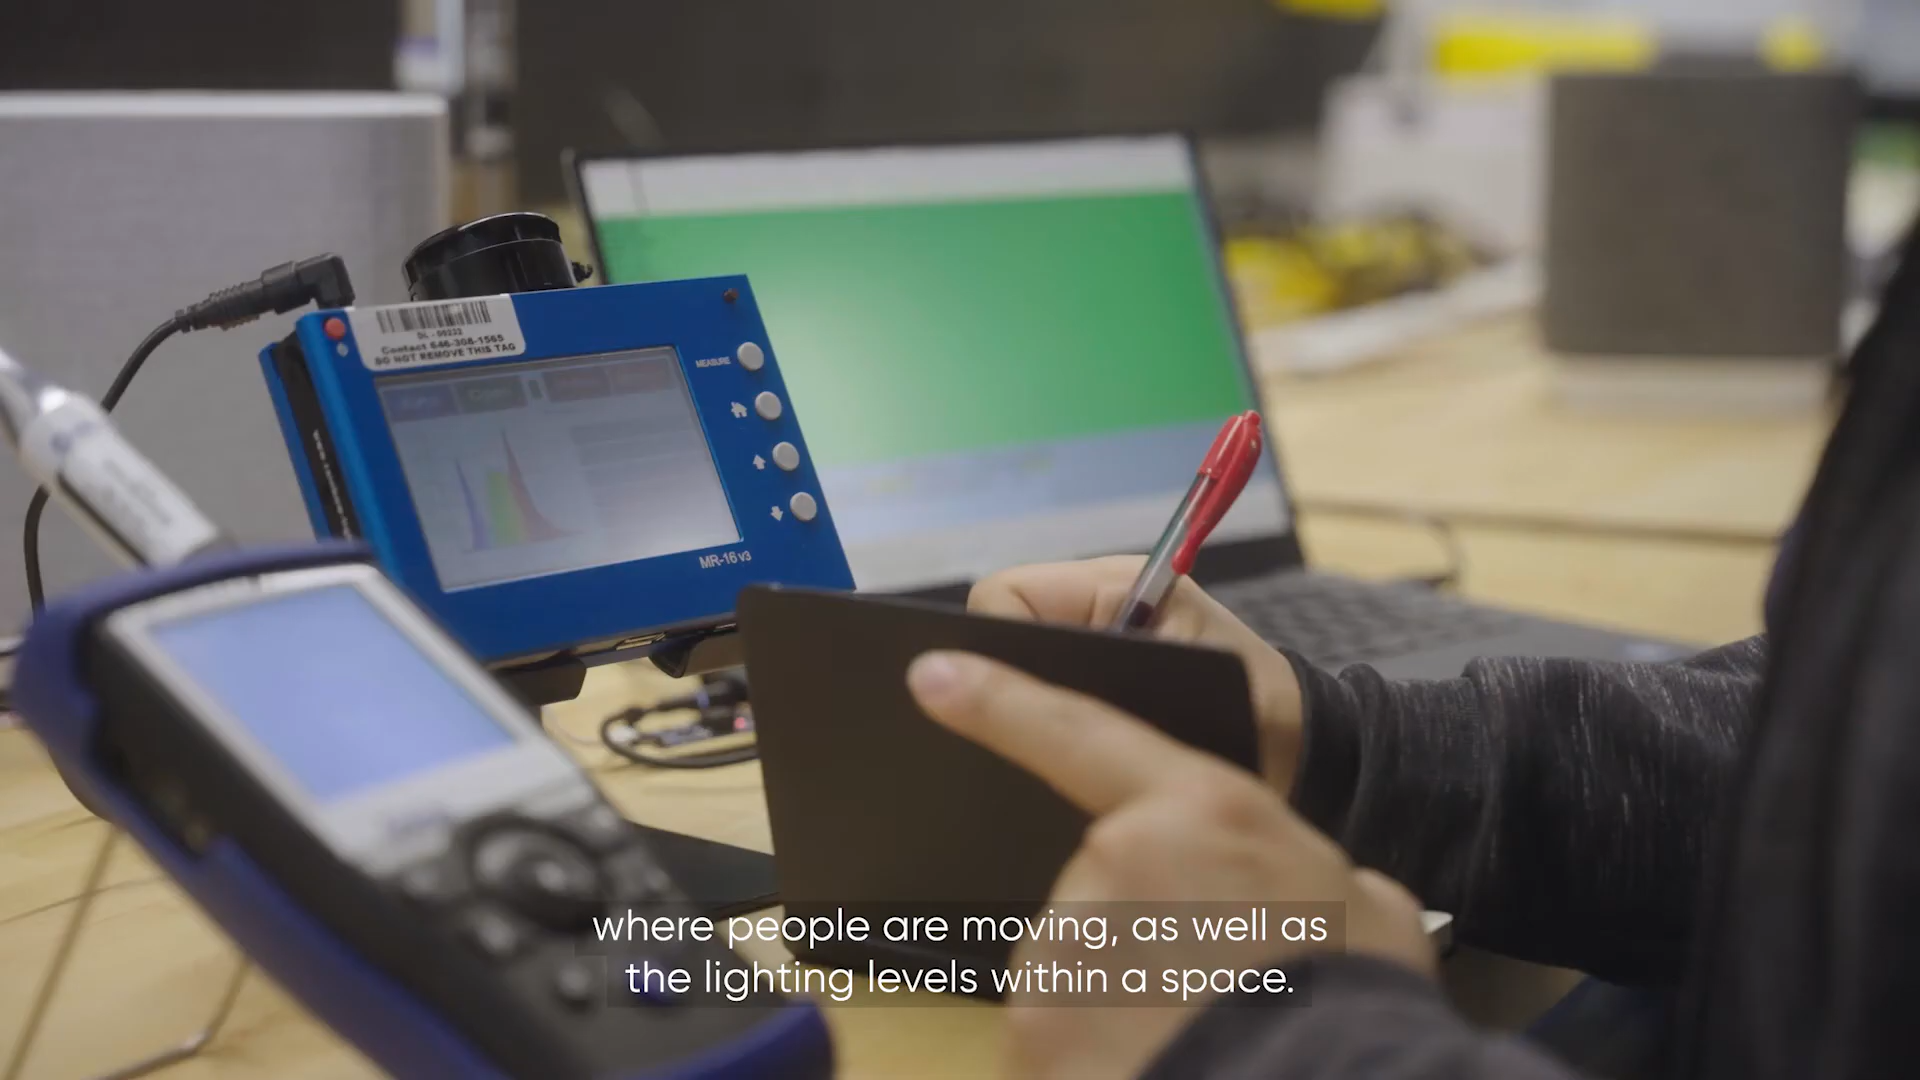 DL - 00233
Contact 646-308-1565
DO NOT REMOVE THIS TAG
MEASURE
MR-16 v3
where people are moving, as well as
the lighting levels within a space.